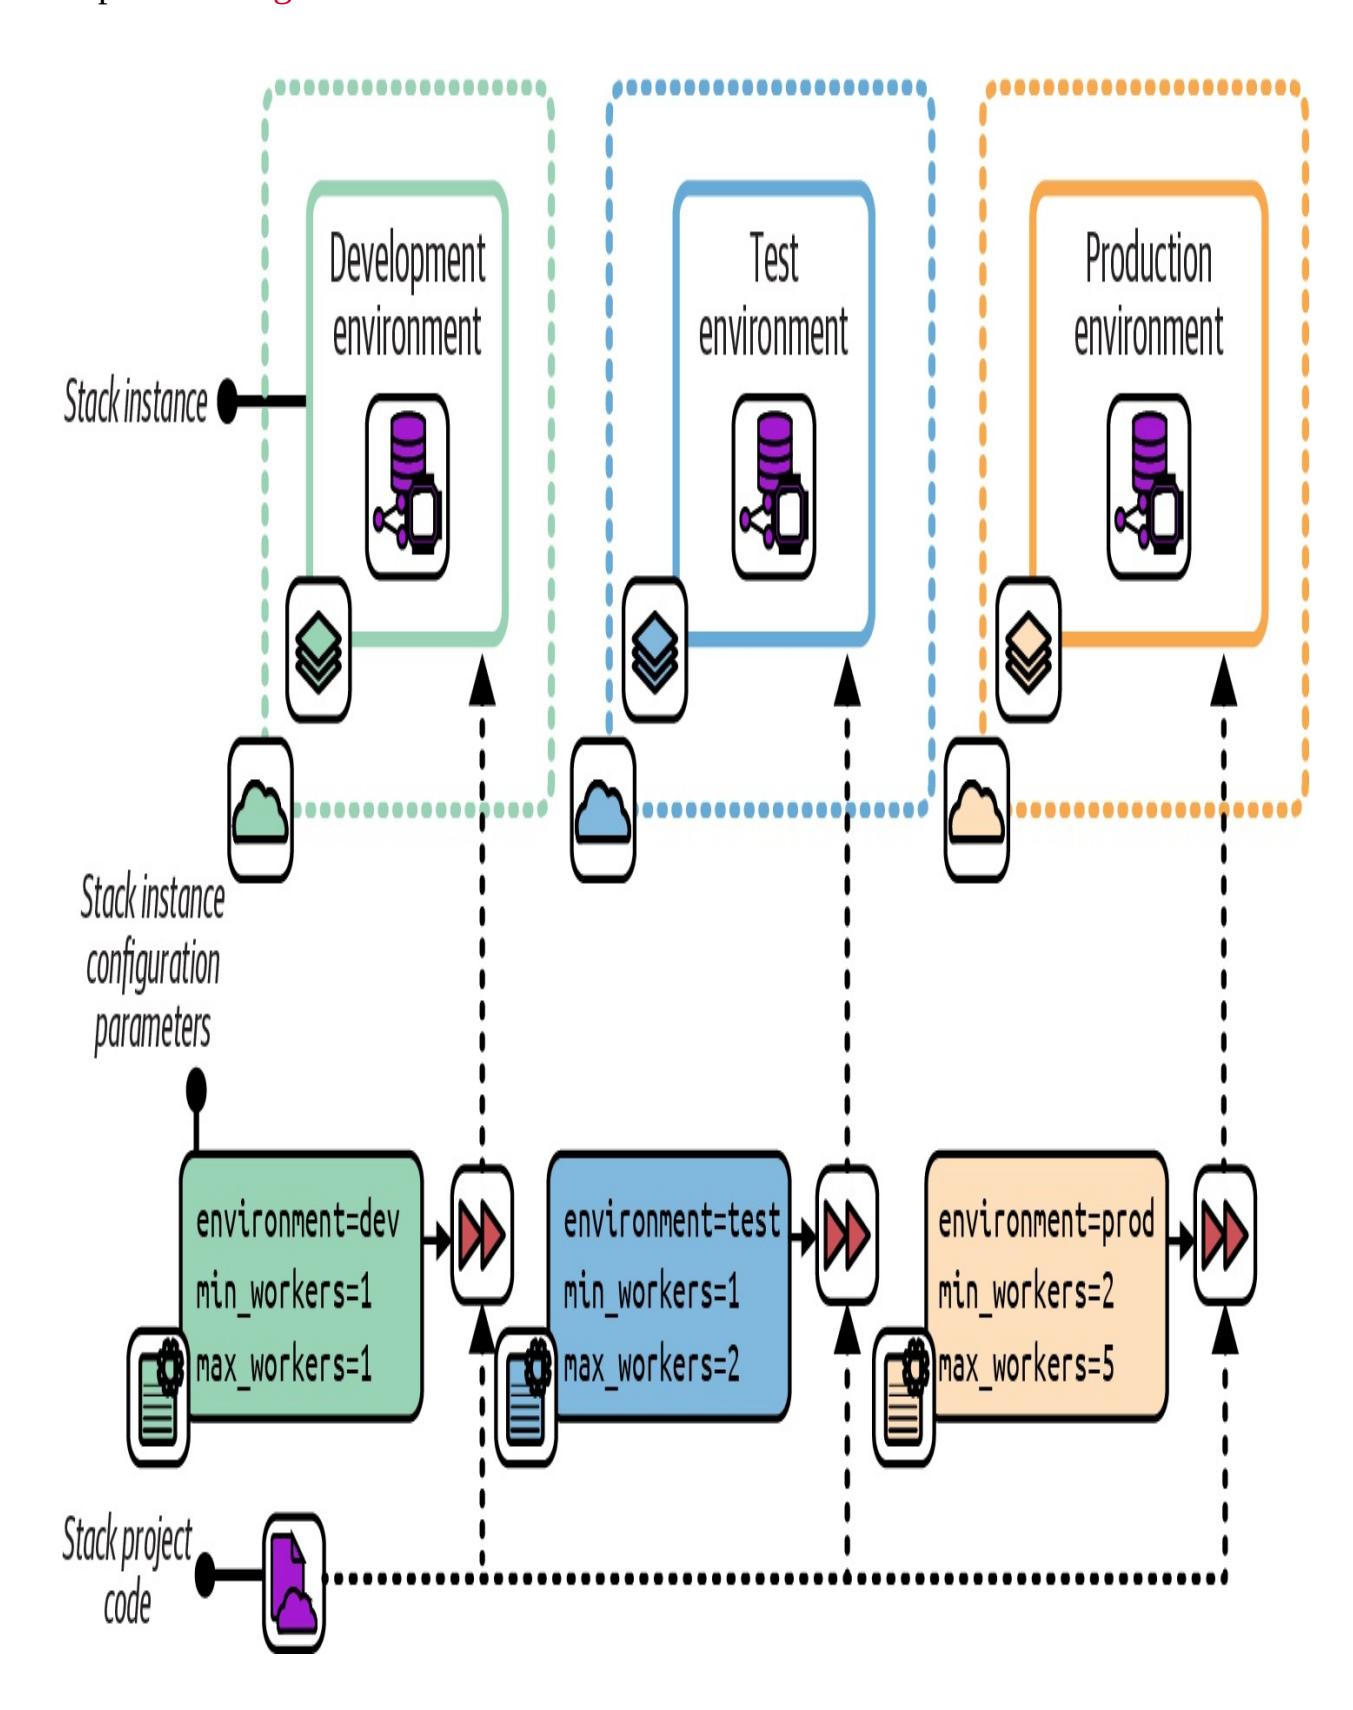 Development
environment
Test
environment
Production
environment
Stack instance
Stack instance
configuration
parameters
environment=dev
min_workers=1
max_workers=1
environment=test
min_workers=1
max_workers=2
environment=prod
min_workers=2
max_workers=5
Stack project
code